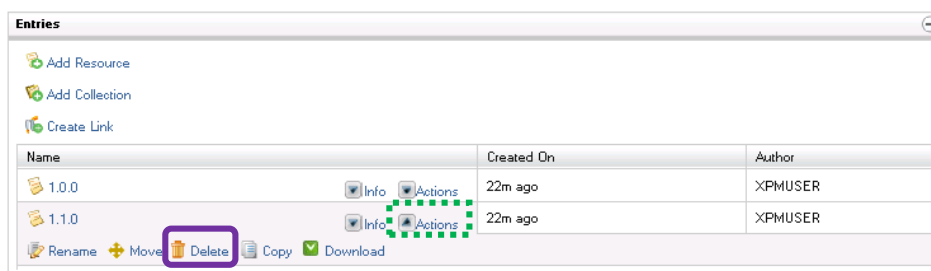 Entries
Add Resource
Add Collection
Create Link
Name Created On Author
1.0.0 Info Actions 22m ago XPMUSER
1.1.0 Info Actions 22m ago XPMUSER
Rename Move Delete Copy Download